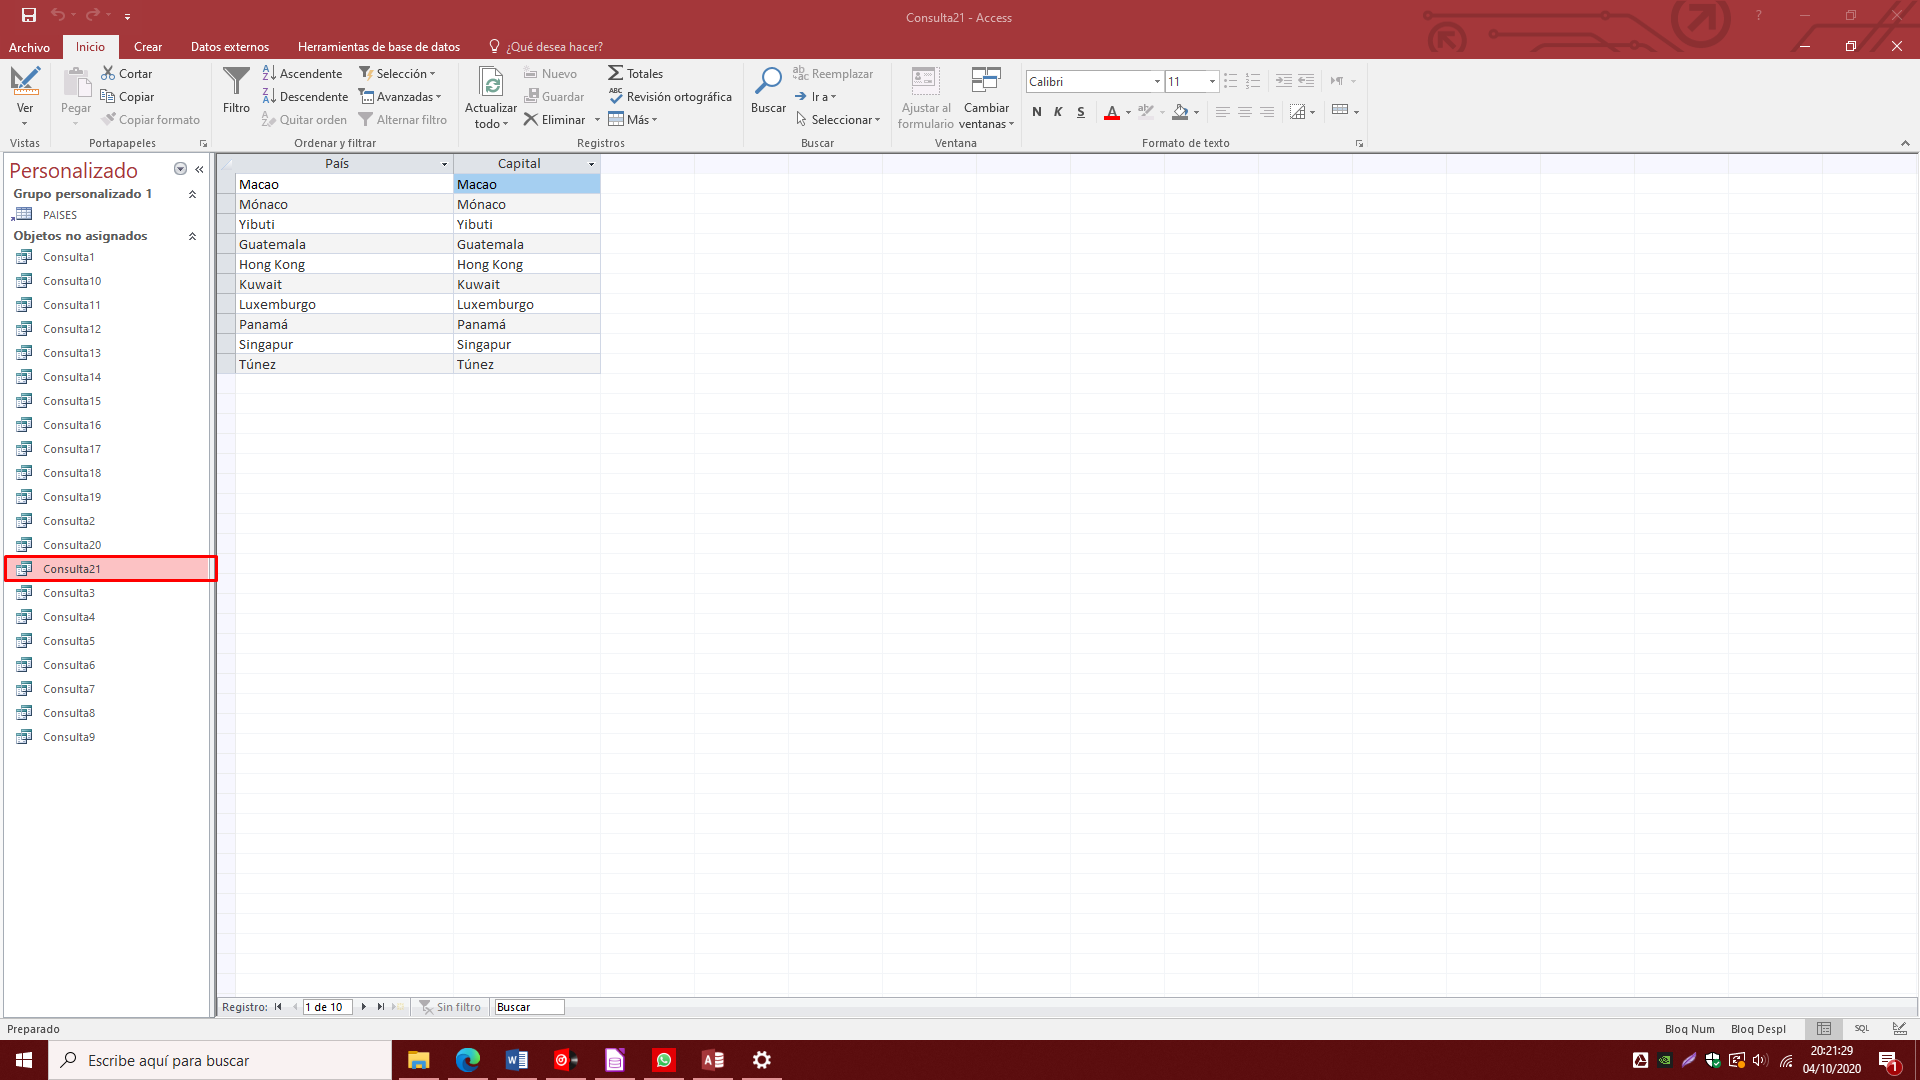 Consulta21 - Access
Archivo Inicio Crear Datos externos Herramientas de base de datos ¿Qué desea hacer?
Ver
Vistas
Pegar
Cortar
Copiar
Copiar formato
Portapapeles
Filtro
Ascendente
Descendente
Quitar orden
Selección
Avanzadas
Alternar filtro
Ordenar y filtrar
Actualizar
todo
Nuevo
Guardar
Eliminar
Totales
Revisión ortográfica
Más
Registros
Buscar
Reemplazar
Ir a
Seleccionar
Buscar
Ajustar al
formulario
Cambiar
ventanas
Ventana
Calibri 11
N K S
Formato de texto
Personalizado
Grupo personalizado 1
PAISES
Objetos no asignados
Consulta1
Consulta10
Consulta11
Consulta12
Consulta13
Consulta14
Consulta15
Consulta16
Consulta17
Consulta18
Consulta19
Consulta2
Consulta20
Consulta21
Consulta3
Consulta4
Consulta5
Consulta6
Consulta7
Consulta8
Consulta9
País Capital
Macao Macao
Mónaco Mónaco
Yibuti Yibuti
Guatemala Guatemala
Hong Kong Hong Kong
Kuwait Kuwait
Luxemburgo Luxemburgo
Panamá Panamá
Singapur Singapur
Túnez Túnez
Registro: 1 de 10 Sin filtro Buscar
Preparado Bloq Num Bloq Despl SQL
Escribe aquí para buscar
20:21:29
04/10/2020
1